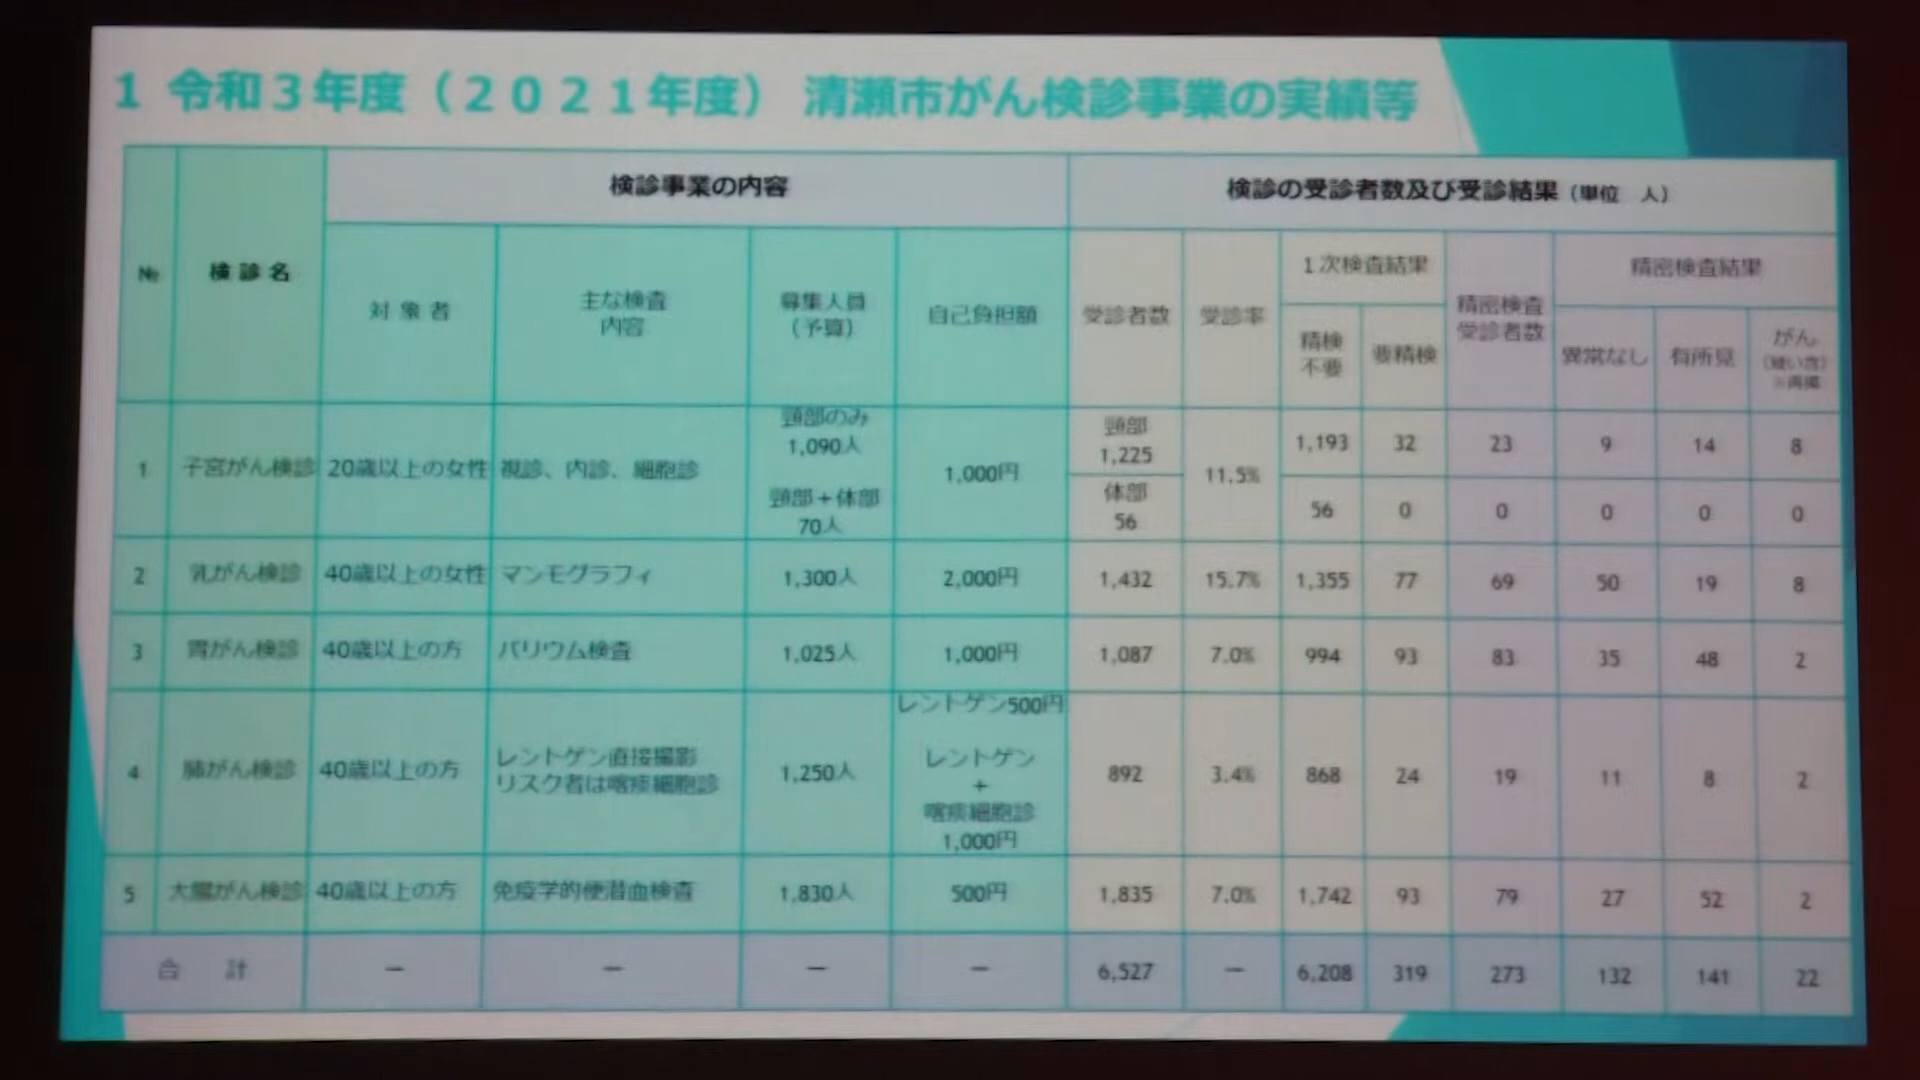 1 令和3年度（2021年度） 清瀬市がん検診事業の実績等
検診事業の内容
検診の受診者数及び受診結果（単位　人）
№
検診名
対象者
主な検査
内容
募集人員
（予算）
自己負担額
受診者数
受診率
1次検査結果
精検
不要
要精検
精密検査
受診者数
精密検査結果
異常なし
有所見
がん
（疑い含）
※再掲
1 子宮がん検診 20歳以上の女性 視診、内診、細胞診
頸部のみ
1,090人
頸部＋体部
70人
1,000円
頸部
1,225
11.5%
1,193 32 23 9 14 8
体部
56
56 0 0 0 0 0
2 乳がん検診 40歳以上の女性 マンモグラフィ 1,300人 2,000円 1,432 15.7% 1,355 77 69 50 19 8
3 胃がん検診 40歳以上の方 バリウム検査 1,025人 1,000円 1,087 7.0% 994 93 83 35 48 2
4 肺がん検診 40歳以上の方
レントゲン直接撮影
リスク者は喀痰細胞診
1,250人
レントゲン500円
レントゲン
+
喀痰細胞診
1,000円
892 3.4% 868 24 19 11 8 2
5 大腸がん検診 40歳以上の方 免疫学的便潜血検査 1,830人 500円 1,835 7.0% 1,742 93 79 27 52 2
合　計 － － － － 6,527 － 6,208 319 273 132 141 22